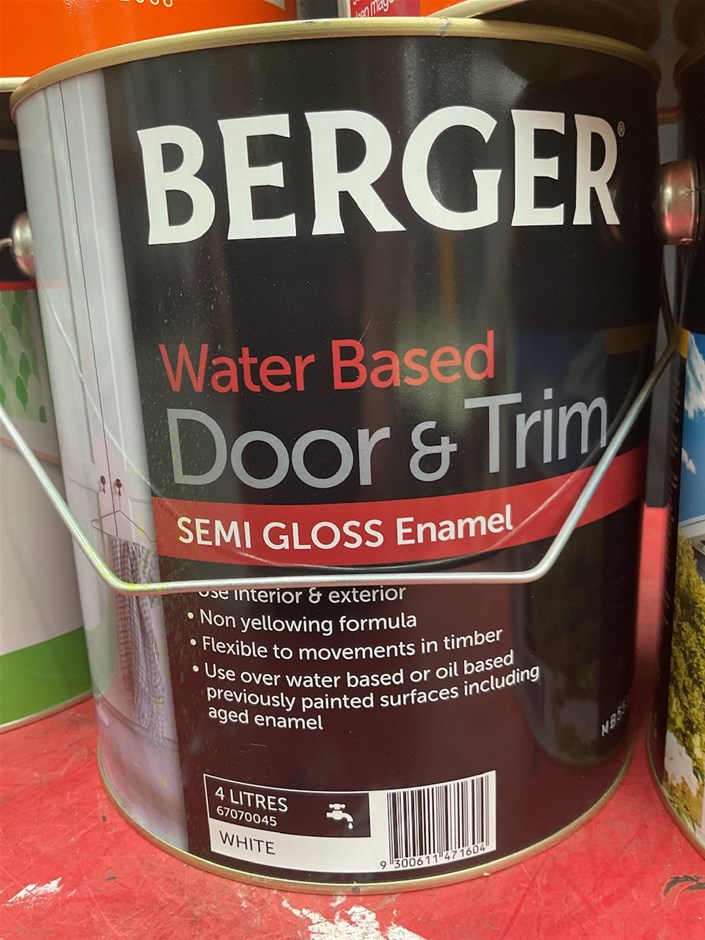 BERGER®
Water Based
Door & Trim
SEMI GLOSS Enamel
Use interior & exterior
• Non yellowing formula
• Flexible to movements in timber
• Use over water based or oil based
previously painted surfaces including
aged enamel
4 LITRES
67070045
WHITE
9 300611 471604